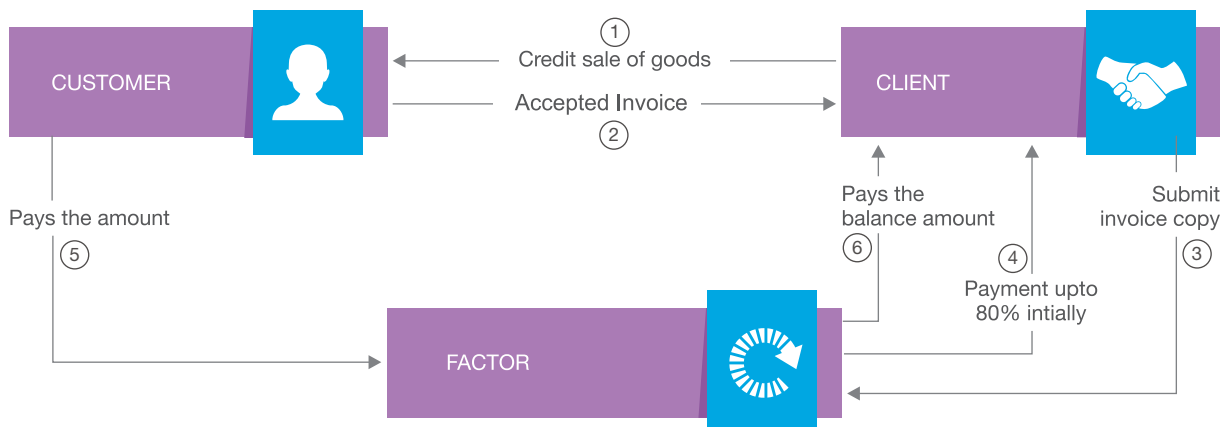 1
CUSTOMER
Credit sale of goods
CLIENT
Accepted Invoice
2
Pays the amount
5
Pays the
balance amount
6
4
Payment upto
80% intially
Submit
invoice copy
3
FACTOR